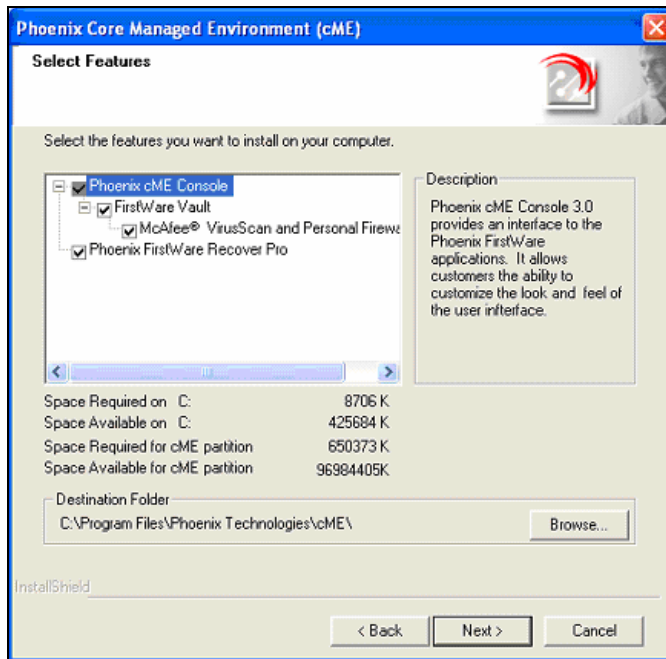 Phoenix Core Managed Environment (cME)
Select Features
Select the features you want to install on your computer.
Phoenix cME Console
FirstWare Vault
McAfee® VirusScan and Personal Firewa
Phoenix FirstWare Recover Pro
Description
Phoenix cME Console 3.0
provides an interface to the
Phoenix FirstWare
applications. It allows
customers the ability to
customize the look and feel of
the user infterface.
Space Required on C: 8706 K
Space Available on C: 425684 K
Space Required for cME partition 650373 K
Space Available for cME partition 96984405K
Destination Folder
C:\Program Files\Phoenix Technologies\cME\
Browse...
InstallShield
< Back
Next >
Cancel